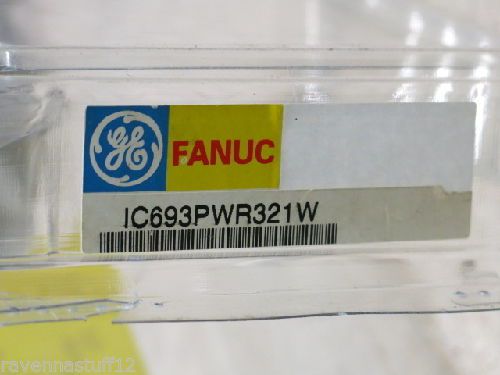 GE
FANUC
IC693PWR321W
ravennastuff12